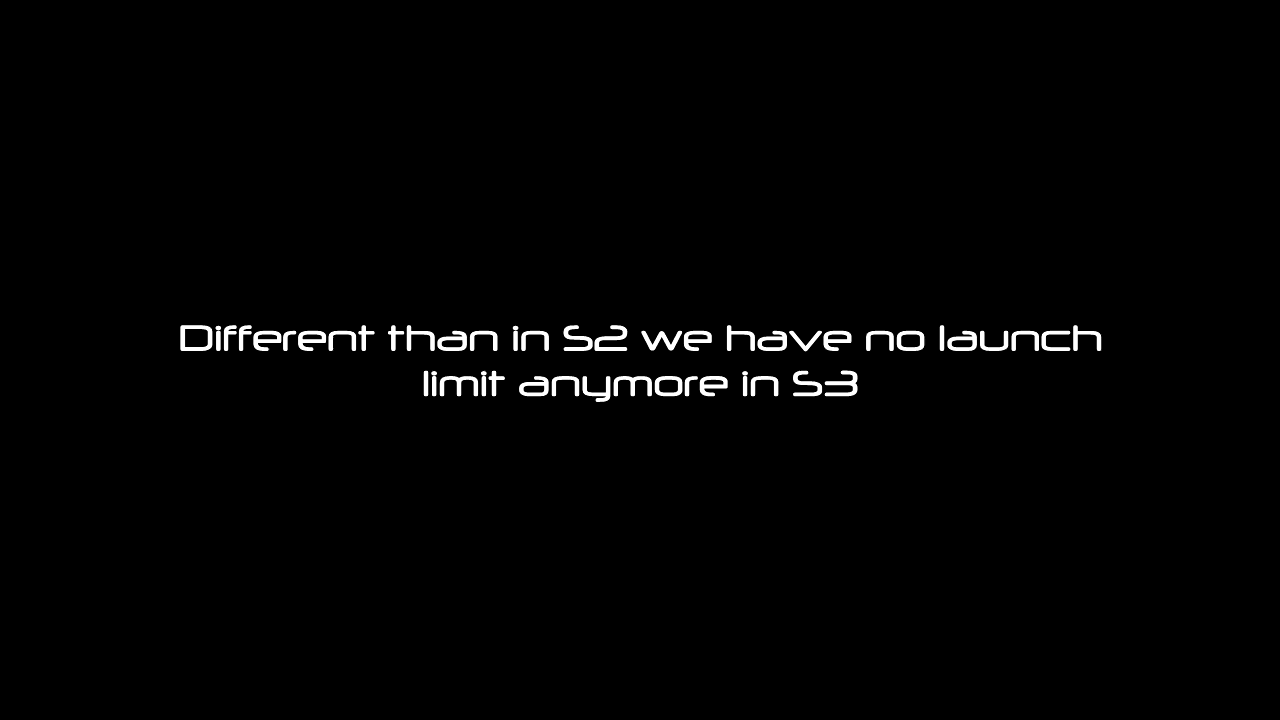 Different than in S2 we have no launch
limit anymore in S3